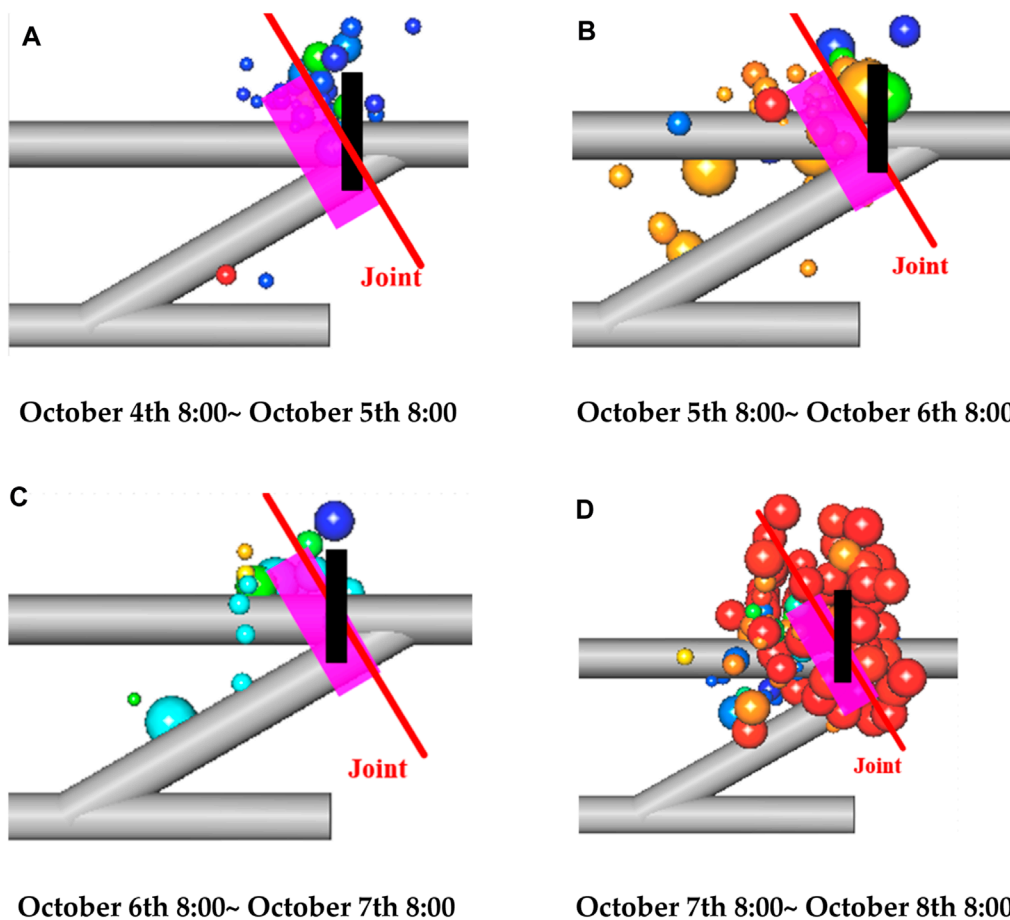 A
B
Joint
Joint
October 4th 8:00~ October 5th 8:00
October 5th 8:00~ October 6th 8:00
C
D
Joint
Joint
October 6th 8:00~ October 7th 8:00
October 7th 8:00~ October 8th 8:00